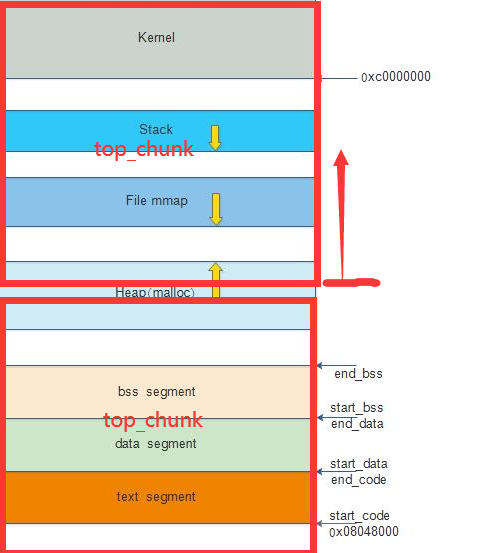 Kernel
0xc0000000
Stack
top_chunk
File mmap
Heap(malloc)
end_bss
bss segment
start_bss
top_chunk
end_data
data segment
start_data
end_code
text segment
start_code
0x08048000